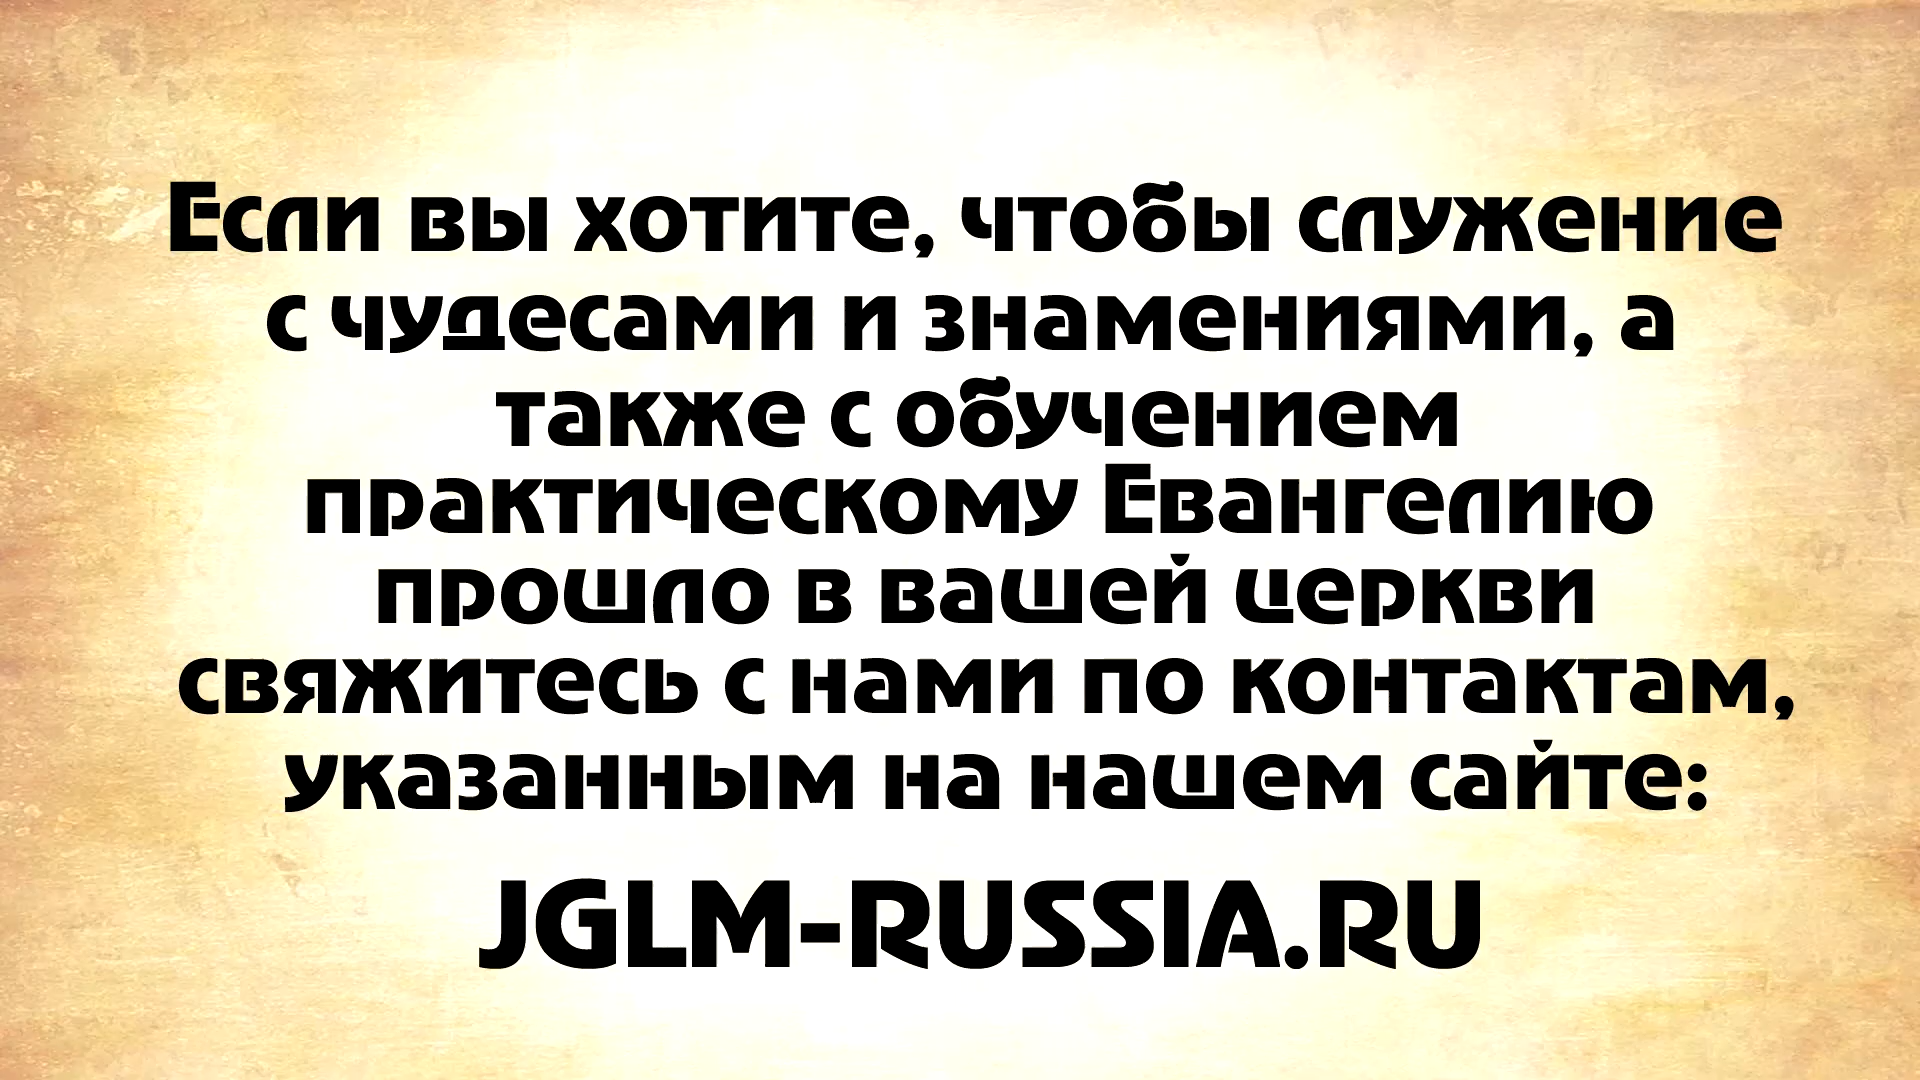 Если вы хотите, чтобы служение
с чудесами и знамениями, а
также с обучением
практическому Евангелию
прошло в вашей церкви
свяжитесь с нами по контактам,
указанным на нашем сайте:
JGLM-RUSSIA.RU